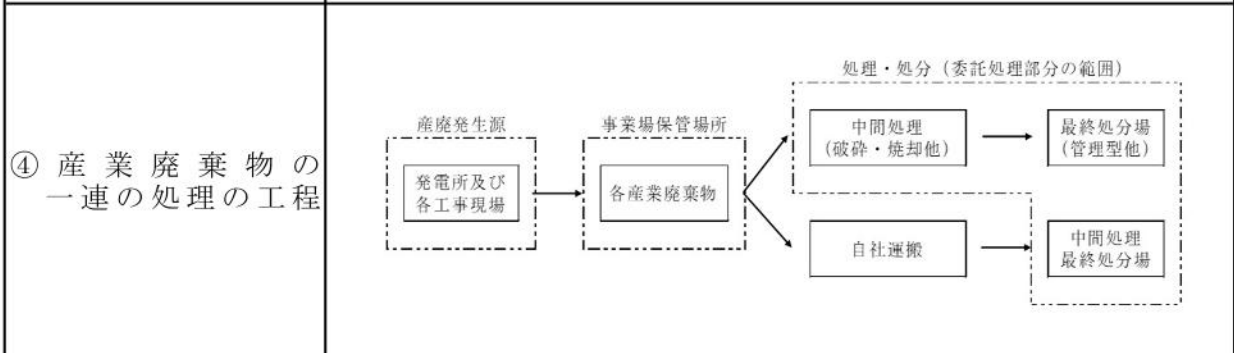 ④ 産業廃棄物の
一連の処理の工程
処理・処分（委託処理部分の範囲）
産廃発生源
事業場保管場所
発電所及び
各工事現場
各産業廃棄物
中間処理
（破砕・焼却他）
最終処分場
（管理型他）
自社運搬
中間処理
最終処分場